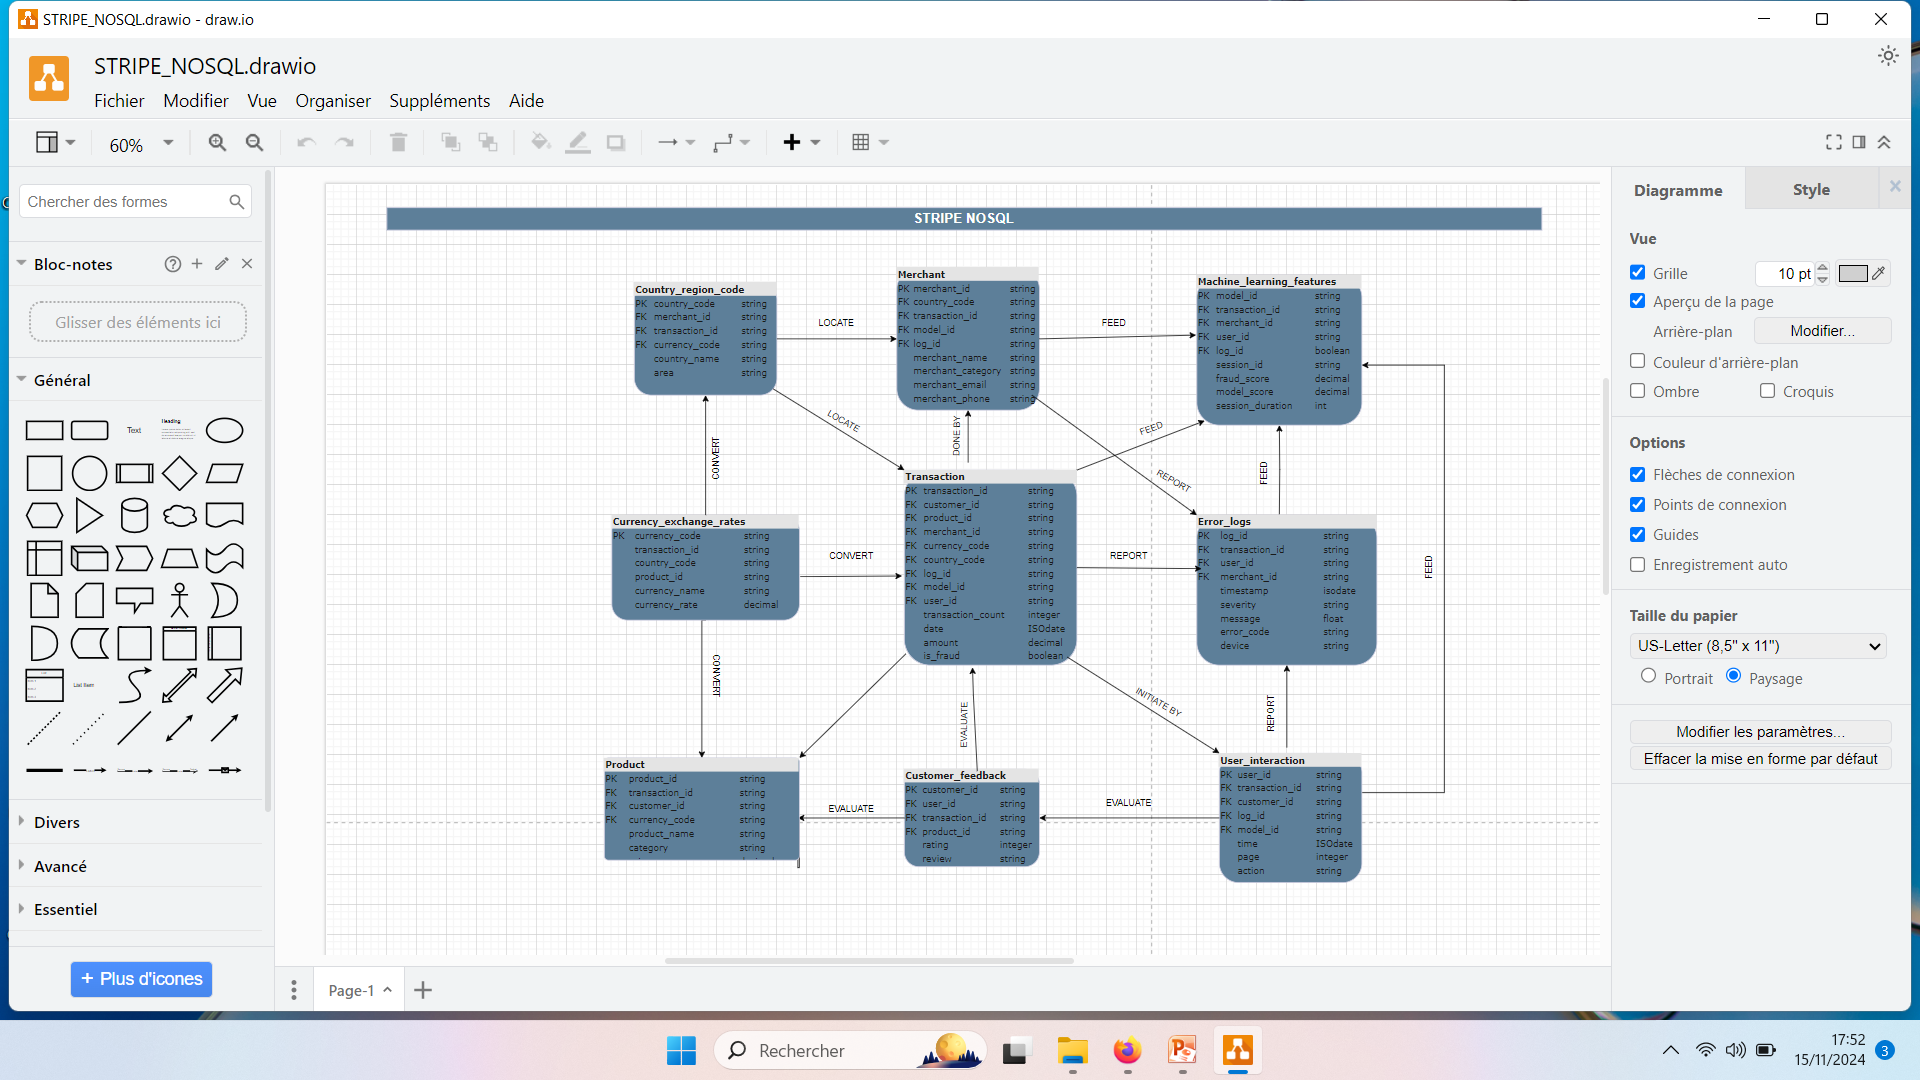 STRIPE_NOSQL.drawio - draw.io
STRIPE_NOSQL.drawio
Fichier Modifier Vue Organiser Suppléments Aide
60%
Chercher des formes
Bloc-notes
Glisser des éléments ici
Général
Text
Heading
List Item
Divers
Avancé
Essentiel
+ Plus d'icones
STRIPE NOSQL
Country_region_code
PK country_code string
FK merchant_id string
FK transaction_id string
FK currency_code string
country_name string
area string
LOCATE
Merchant
PK merchant_id string
FK country_code string
FK transaction_id string
FK model_id string
FK log_id string
merchant_name string
merchant_category string
merchant_email string
merchant_phone string
FEED
Machine_learning_features
PK model_id string
FK transaction_id string
FK merchant_id string
FK user_id string
FK log_id boolean
session_id string
fraud_score decimal
model_score decimal
session_duration int
CONVERT
LOCATE
DONE BY
FEED
REPORT
FEED
Currency_exchange_rates
PK currency_code string
transaction_id string
country_code string
product_id string
currency_name string
currency_rate decimal
CONVERT
Transaction
PK transaction_id string
FK customer_id string
FK product_id string
FK merchant_id string
FK currency_code string
FK country_code string
FK log_id string
FK model_id string
FK user_id string
transaction_count integer
date ISOdate
amount decimal
is_fraud boolean
REPORT
Error_logs
PK log_id string
FK transaction_id string
FK user_id string
FK merchant_id string
timestamp isodate
severity string
message float
error_code string
device string
FEED
CONVERT
EVALUATE
INITIATE BY
REPORT
Product
PK product_id string
FK transaction_id string
FK customer_id string
FK currency_code string
product_name string
category string
EVALUATE
Customer_feedback
PK customer_id string
FK user_id string
FK transaction_id string
FK product_id string
rating integer
review string
EVALUATE
User_interaction
PK user_id string
FK transaction_id string
FK customer_id string
FK log_id string
FK model_id string
time ISOdate
page integer
action string
Page-1
Diagramme Style
Vue
Grille 10 pt
Aperçu de la page
Arrière-plan Modifier...
Couleur d'arrière-plan
Ombre Croquis
Options
Flèches de connexion
Points de connexion
Guides
Enregistrement auto
Taille du papier
US-Letter (8,5" x 11")
Portrait Paysage
Modifier les paramètres...
Effacer la mise en forme par défaut
Rechercher
17:52
15/11/2024
3